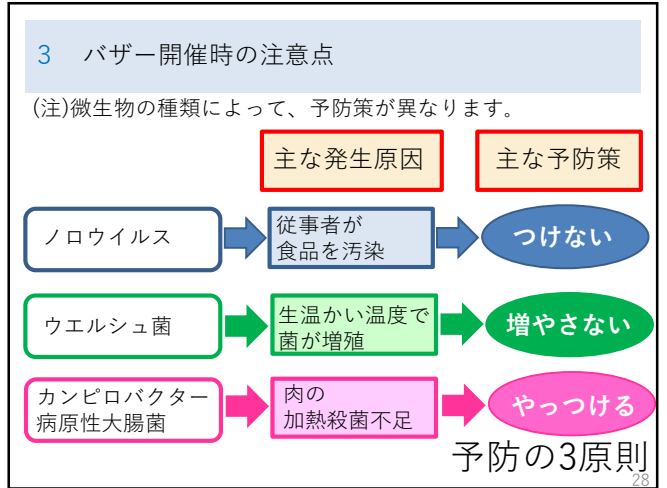 3 バザー開催時の注意点
(注)微生物の種類によって、予防策が異なります。
主な発生原因 主な予防策
ノロウイルス
従事者が
食品を汚染
つけない
ウエルシュ菌
生温かい温度で
菌が増殖
増やさない
カンピロバクター
病原性大腸菌
肉の
加熱殺菌不足
やっつける
予防の3原則
28